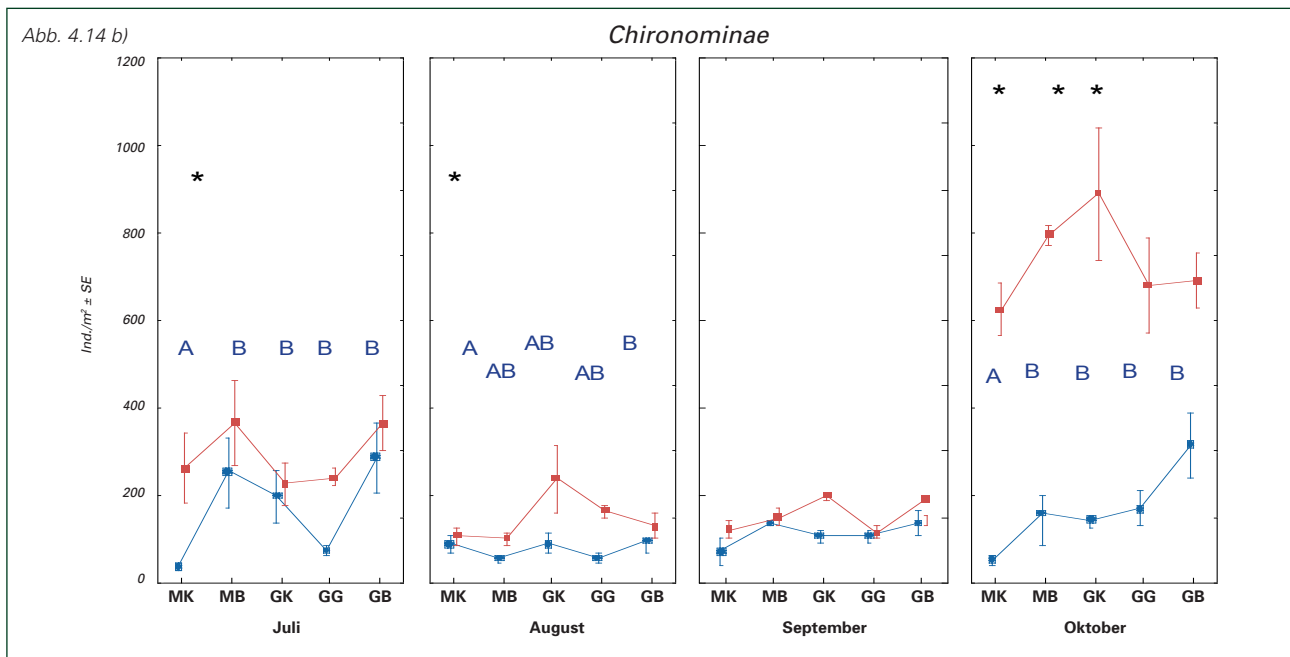 Abb. 4.14 b)
Chironominae
Ind./m² ± SE
1200
1000
800
600
400
200
0
*
A B B B B
MK MB GK GG GB
Juli
*
A AB AB AB B
MK MB GK GG GB
August
MK MB GK GG GB
September
* * *
A B B B B
MK MB GK GG GB
Oktober